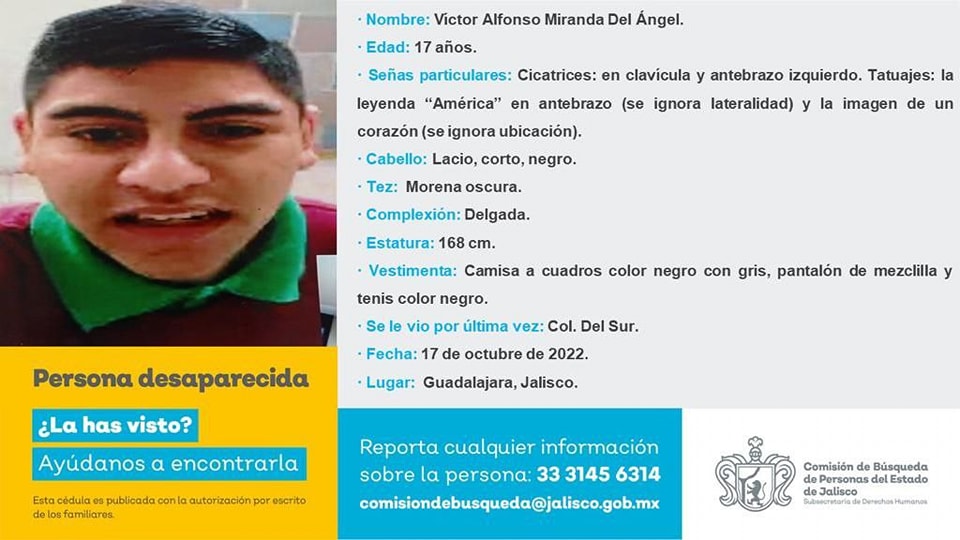 · Nombre: Víctor Alfonso Miranda Del Ángel.
· Edad: 17 años.
· Señas particulares: Cicatrices: en clavícula y antebrazo izquierdo. Tatuajes: la
leyenda “América” en antebrazo (se ignora lateralidad) y la imagen de un
corazón (se ignora ubicación).
· Cabello: Lacio, corto, negro.
· Tez: Morena oscura.
· Complexión: Delgada.
· Estatura: 168 cm.
· Vestimenta: Camisa a cuadros color negro con gris, pantalón de mezclilla y
tenis color negro.
· Se le vio por última vez: Col. Del Sur.
· Fecha: 17 de octubre de 2022.
· Lugar: Guadalajara, Jalisco.
Persona desaparecida
¿La has visto?
Ayúdanos a encontrarla
Esta cédula es publicada con la autorización por escrito
de los familiares.
Reporta cualquier información
sobre la persona: 33 3145 6314
comisiondebusqueda@jalisco.gob.mx
Comisión de Búsqueda
de Personas del Estado
de Jalisco
Subsecretaría de Derechos Humanos